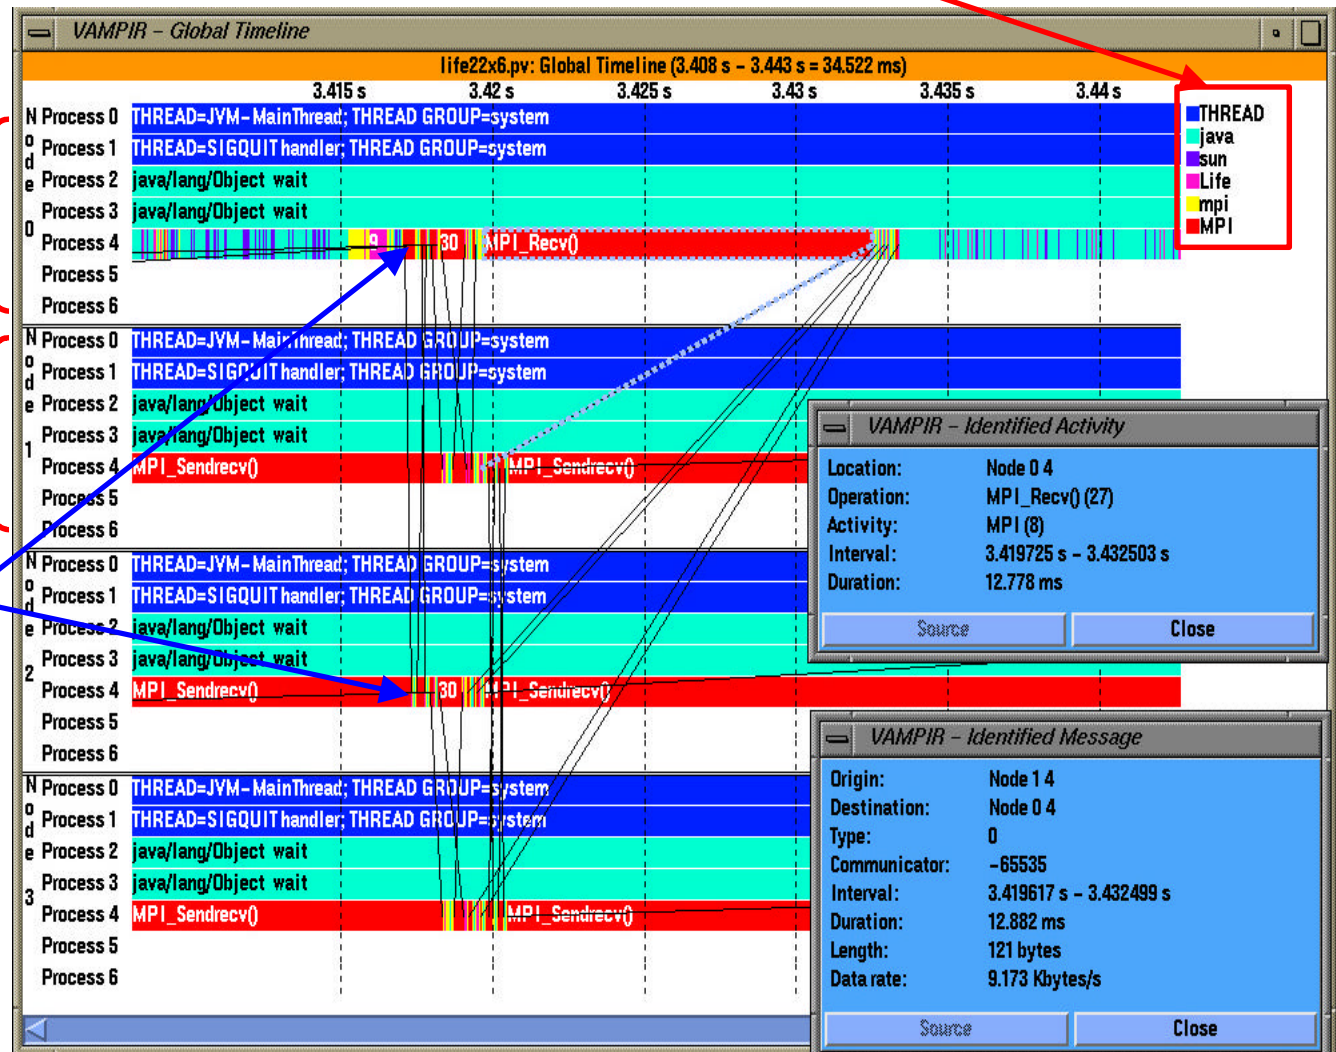 VAMPIR – Global Timeline
life22x6.pv: Global Timeline (3.408 s – 3.443 s = 34.522 ms)
3.415 s 3.42 s 3.425 s 3.43 s 3.435 s 3.44 s
THREAD
java
sun
Life
mpi
MPI
Node 0
Process 0 THREAD=JVM-MainThread; THREAD GROUP=system
Process 1 THREAD=SIGQUIT handler; THREAD GROUP=system
Process 2 java/lang/Object wait
Process 3 java/lang/Object wait
Process 4 9 30 MPI_Recv()
Process 5
Process 6
Node 1
Process 0 THREAD=JVM-MainThread; THREAD GROUP=system
Process 1 THREAD=SIGQUIT handler; THREAD GROUP=system
Process 2 java/lang/Object wait
Process 3 java/lang/Object wait
Process 4 MPI_Sendrecv() MPI_Sendrecv()
Process 5
Process 6
Node 2
Process 0 THREAD=JVM-MainThread; THREAD GROUP=system
Process 1 THREAD=SIGQUIT handler; THREAD GROUP=system
Process 2 java/lang/Object wait
Process 3 java/lang/Object wait
Process 4 MPI_Sendrecv() 30 MPI_Sendrecv()
Process 5
Process 6
Node 3
Process 0 THREAD=JVM-MainThread; THREAD GROUP=system
Process 1 THREAD=SIGQUIT handler; THREAD GROUP=system
Process 2 java/lang/Object wait
Process 3 java/lang/Object wait
Process 4 MPI_Sendrecv() MPI_Sendrecv()
Process 5
Process 6
VAMPIR – Identified Activity
Location: Node 0 4
Operation: MPI_Recv() (27)
Activity: MPI (8)
Interval: 3.419725 s – 3.432503 s
Duration: 12.778 ms
Source Close
VAMPIR – Identified Message
Origin: Node 1 4
Destination: Node 0 4
Type: 0
Communicator: -65535
Interval: 3.419617 s – 3.432499 s
Duration: 12.882 ms
Length: 121 bytes
Data rate: 9.173 Kbytes/s
Source Close